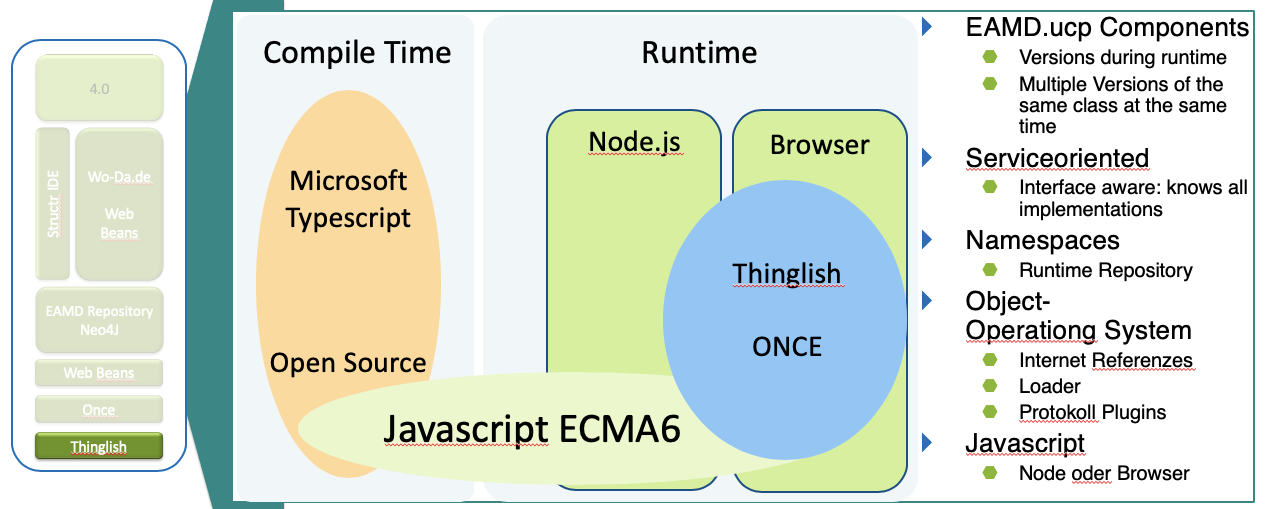 4.0
Structr IDE
Wo-Da.de
Web
Beans
EAMD Repository
Neo4J
Web Beans
Once
Thinglish
Compile Time
Microsoft
Typescript
Open Source
Runtime
Node.js
Browser
Thinglish
ONCE
Javascript ECMA6
EAMD.ucp Components
Versions during runtime
Multiple Versions of the
same class at the same
time
Serviceoriented
Interface aware: knows all
implementations
Namespaces
Runtime Repository
Object-
Operationg System
Internet Referenzes
Loader
Protokoll Plugins
Javascript
Node oder Browser